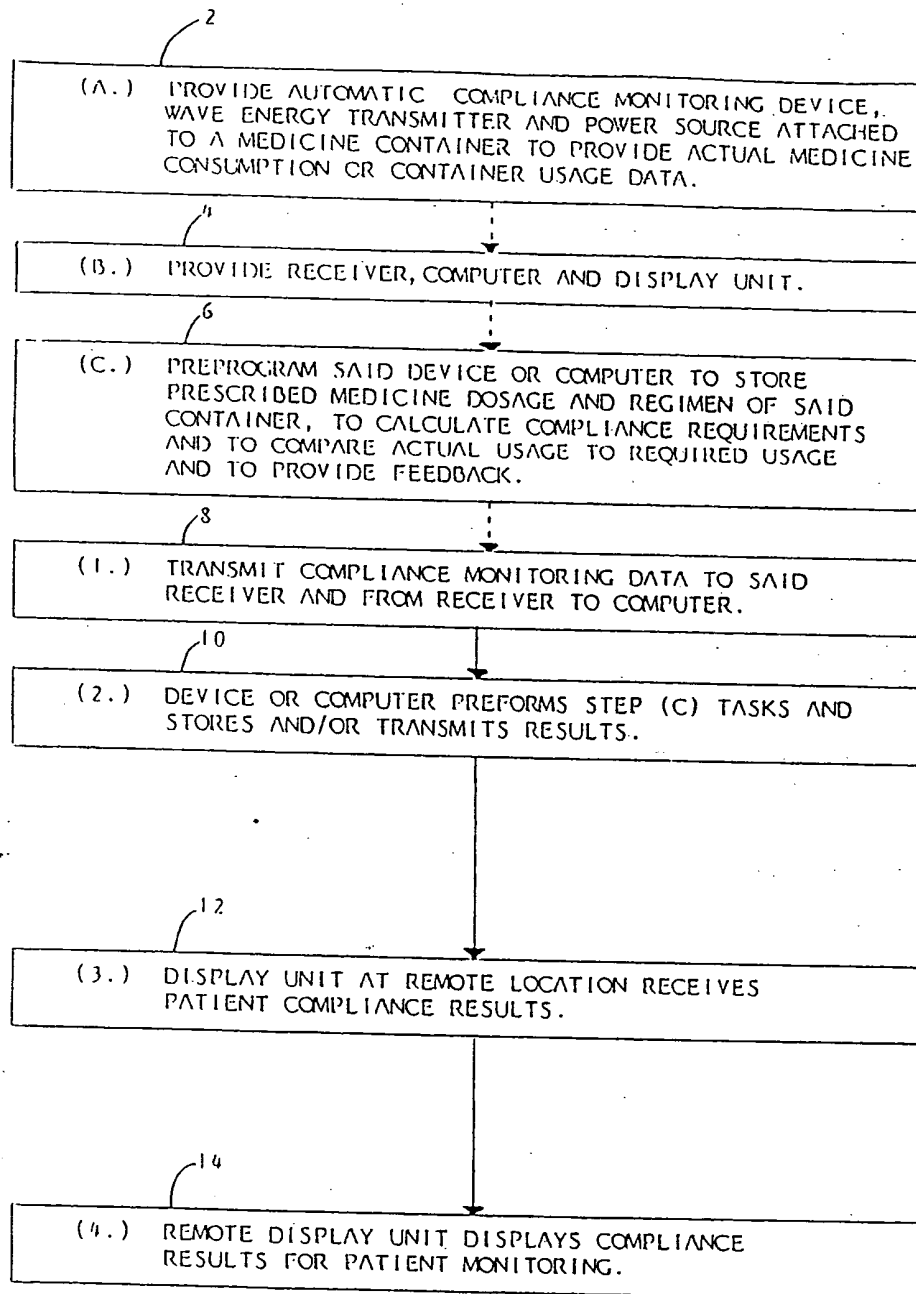 2
(A.) PROVIDE AUTOMATIC COMPLIANCE MONITORING DEVICE,
WAVE ENERGY TRANSMITTER AND POWER SOURCE ATTACHED
TO A MEDICINE CONTAINER TO PROVIDE ACTUAL MEDICINE
CONSUMPTION OR CONTAINER USAGE DATA.
4
(B.) PROVIDE RECEIVER, COMPUTER AND DISPLAY UNIT.
6
(C.) PREPROGRAM SAID DEVICE OR COMPUTER TO STORE
PRESCRIBED MEDICINE DOSAGE AND REGIMEN OF SAID
CONTAINER, TO CALCULATE COMPLIANCE REQUIREMENTS
AND TO COMPARE ACTUAL USAGE TO REQUIRED USAGE
AND TO PROVIDE FEEDBACK.
8
(1.) TRANSMIT COMPLIANCE MONITORING DATA TO SAID
RECEIVER AND FROM RECEIVER TO COMPUTER.
10
(2.) DEVICE OR COMPUTER PREFORMS STEP (C) TASKS AND
STORES AND/OR TRANSMITS RESULTS.
12
(3.) DISPLAY UNIT AT REMOTE LOCATION RECEIVES
PATIENT COMPLIANCE RESULTS.
14
(4.) REMOTE DISPLAY UNIT DISPLAYS COMPLIANCE
RESULTS FOR PATIENT MONITORING.